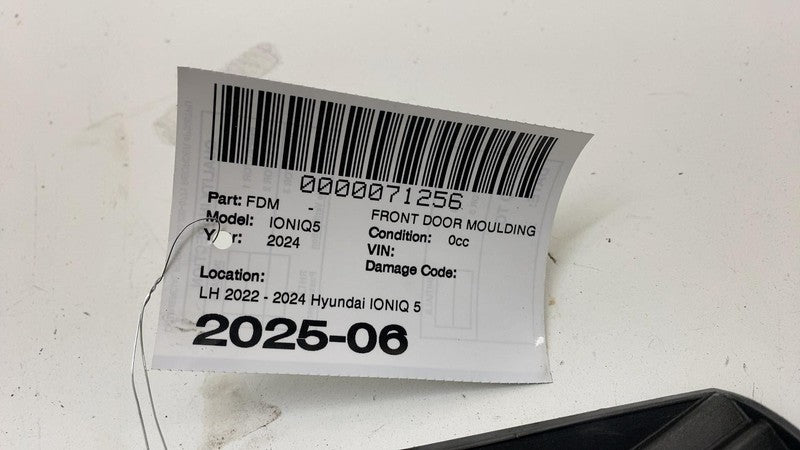 0000071256
Part: FDM - FRONT DOOR MOULDING
Model: IONIQ5 Condition: 0cc
Year: 2024 VIN:
Damage Code:
Location:
LH 2022 - 2024 Hyundai IONIQ 5
2025-06